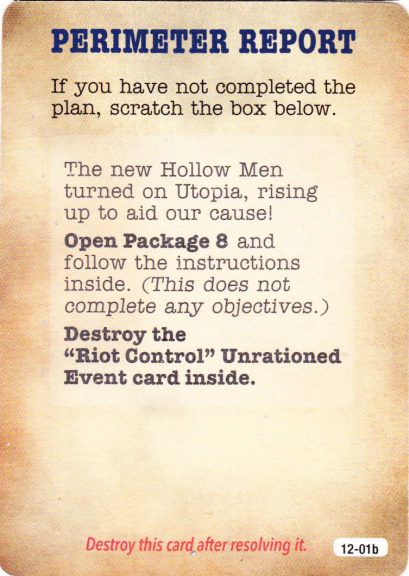 PERIMETER REPORT
If you have not completed the
plan, scratch the box below.
The new Hollow Men
turned on Utopia, rising
up to aid our cause!
Open Package 8 and
follow the instructions
inside. (This does not
complete any objectives.)
Destroy the
“Riot Control” Unrationed
Event card inside.
Destroy this card after resolving it.
12-01b